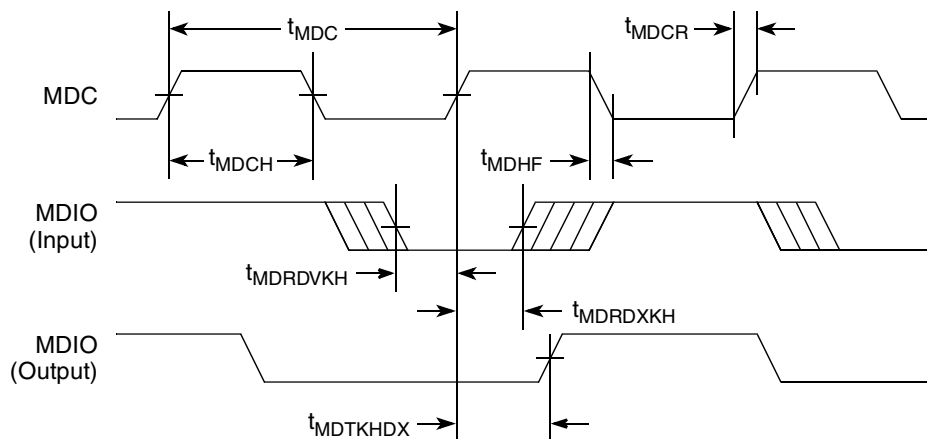 tMDC
tMDCR
MDC
tMDCH
tMDHF
MDIO
(Input)
tMDRDVKH
tMDRDXKH
MDIO
(Output)
tMDTKHDX